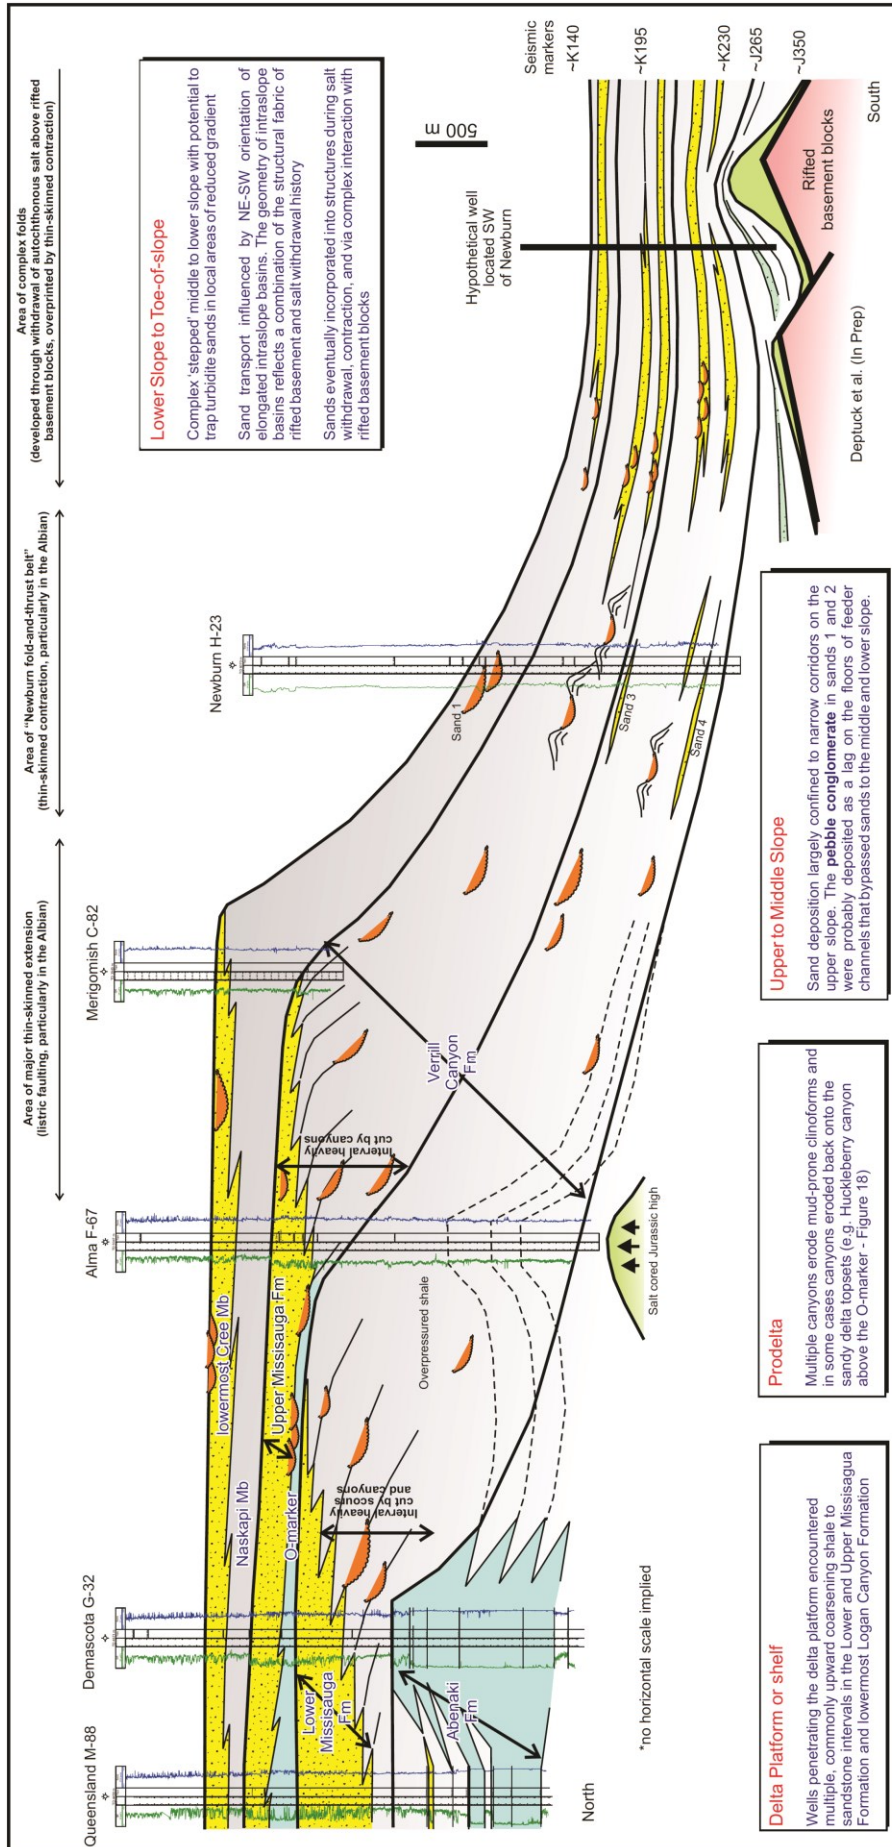 Area of major thin-skinned extension
(listric faulting, particularly in the Albian)
Area of "Newburn fold-and-thrust belt"
(thin-skinned contraction, particularly in the Albian)
Area of complex folds
(developed through withdrawal of autochthonous salt above rifted
basement blocks, overprinted by thin-skinned contraction)
Queensland M-88
Demascota G-32
Alma F-67
Merigomish C-82
Newburn H-23
Hypothetical well
located SW
of Newburn
500 m
Seismic
markers
~K140
~K195
~K230
~J265
~J350
Lower Slope to Toe-of-slope
Complex 'stepped' middle to lower slope with potential to
trap turbidite sands in local areas of reduced gradient
Sand transport influenced by NE-SW orientation of
elongated intraslope basins. The geometry of intraslope
basins reflects a combination of the structural fabric of
rifted basement and salt withdrawal history
Sands eventually incorporated into structures during salt
withdrawal, contraction, and via complex interaction with
rifted basement blocks
lowermost Cree Mb
Naskapi Mb
Upper Missisauga Fm
O-marker
Lower
Missisauga
Fm
Abenaki
Fm
Interval heavily
cut by scours
and canyons
Interval heavily
cut by canyons
Overpressured shale
Verrill
Canyon
Fm
Salt cored Jurassic high
Sand 1
Sand 3
Sand 4
Rifted
basement blocks
North
South
*no horizontal scale implied
Deptuck et al. (In Prep)
Delta Platform or shelf
Wells penetrating the delta platform encountered
multiple, commonly upward coarsening shale to
sandstone intervals in the Lower and Upper Missisagua
Formation and lowermost Logan Canyon Formation
Prodelta
Multiple canyons erode mud-prone clinoforms and
in some cases canyons eroded back onto the
sandy delta topsets (e.g. Huckleberry canyon
above the O-marker - Figure 18)
Upper to Middle Slope
Sand deposition largely confined to narrow corridors on the
upper slope. The pebble conglomerate in sands 1 and 2
were probably deposited as a lag on the floors of feeder
channels that bypassed sands to the middle and lower slope.